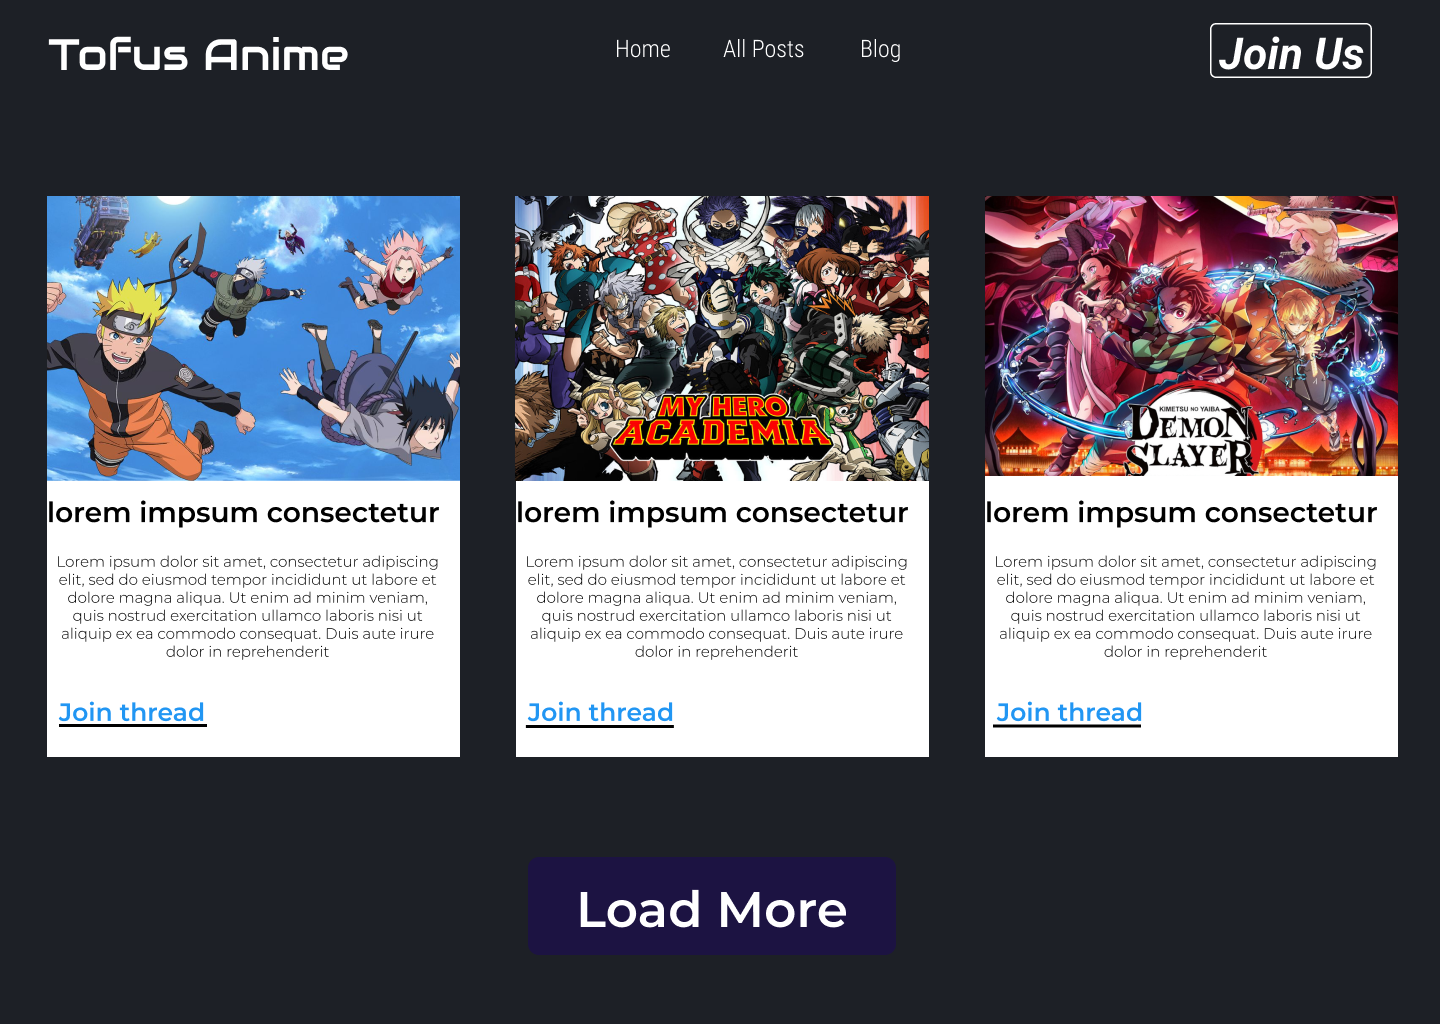 Tofus Anime
Home
All Posts
Blog
Join Us
MY HERO
ACADEMIA
KIMETSU NO YAIBA
DEMON
SLAYER
lorem impsum consectetur
Lorem ipsum dolor sit amet, consectetur adipiscing
elit, sed do eiusmod tempor incididunt ut labore et
dolore magna aliqua. Ut enim ad minim veniam,
quis nostrud exercitation ullamco laboris nisi ut
aliquip ex ea commodo consequat. Duis aute irure
dolor in reprehenderit
Join thread
lorem impsum consectetur
Lorem ipsum dolor sit amet, consectetur adipiscing
elit, sed do eiusmod tempor incididunt ut labore et
dolore magna aliqua. Ut enim ad minim veniam,
quis nostrud exercitation ullamco laboris nisi ut
aliquip ex ea commodo consequat. Duis aute irure
dolor in reprehenderit
Join thread
lorem impsum consectetur
Lorem ipsum dolor sit amet, consectetur adipiscing
elit, sed do eiusmod tempor incididunt ut labore et
dolore magna aliqua. Ut enim ad minim veniam,
quis nostrud exercitation ullamco laboris nisi ut
aliquip ex ea commodo consequat. Duis aute irure
dolor in reprehenderit
Join thread
Load More